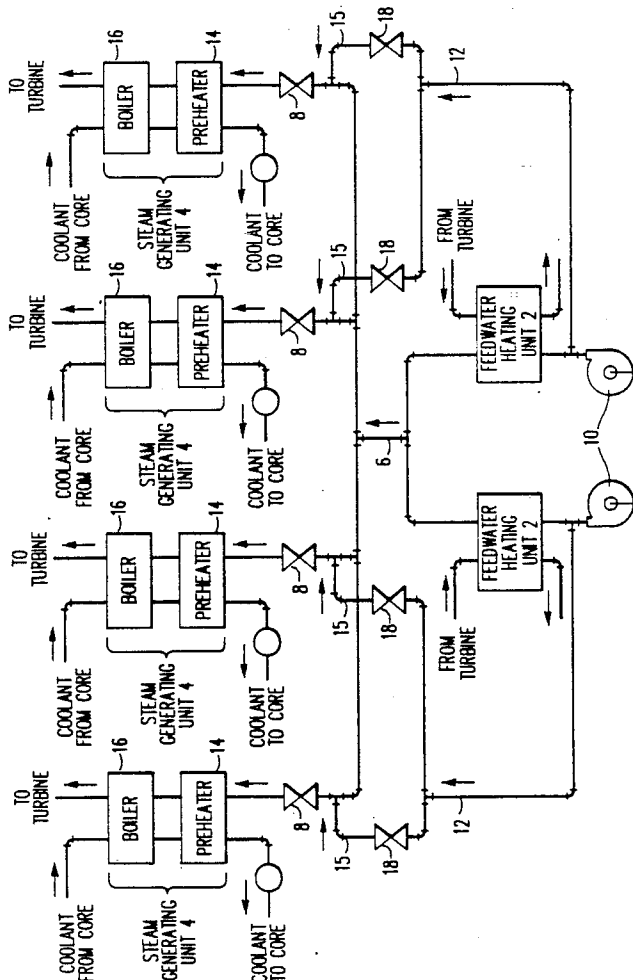 TO
TURBINE
16
COOLANT
FROM CORE
BOILER
STEAM
GENERATING
UNIT 4
14
PREHEATER
COOLANT
TO CORE
8
15
18
TO
TURBINE
16
COOLANT
FROM CORE
BOILER
STEAM
GENERATING
UNIT 4
14
PREHEATER
COOLANT
TO CORE
8
15
18
TO
TURBINE
16
COOLANT
FROM CORE
BOILER
STEAM
GENERATING
UNIT 4
14
PREHEATER
COOLANT
TO CORE
8
15
18
TO
TURBINE
16
COOLANT
FROM CORE
BOILER
STEAM
GENERATING
UNIT 4
14
PREHEATER
COOLANT
TO CORE
8
15
18
12
6
12
FROM
TURBINE
FEEDWATER
HEATING
UNIT 2
FROM
TURBINE
FEEDWATER
HEATING
UNIT 2
10